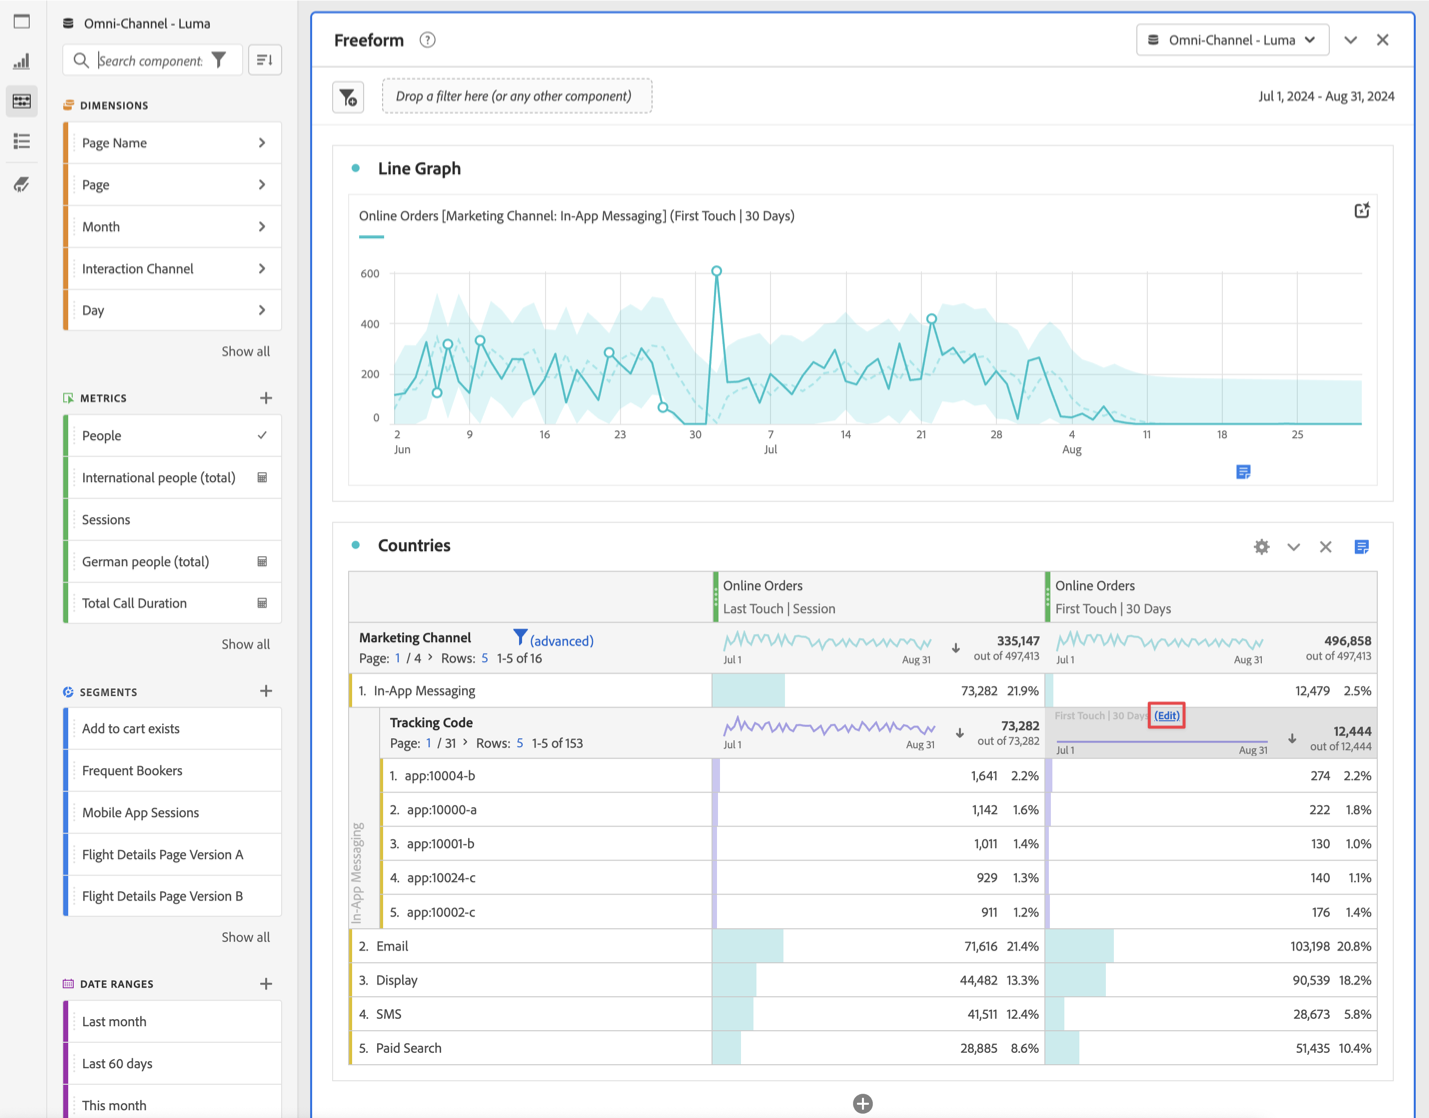 Omni-Channel - Luma
Search component:
DIMENSIONS
Page Name
Page
Month
Interaction Channel
Day
Show all
METRICS
People
International people (total)
Sessions
German people (total)
Total Call Duration
Show all
SEGMENTS
Add to cart exists
Frequent Bookers
Mobile App Sessions
Flight Details Page Version A
Flight Details Page Version B
Show all
DATE RANGES
Last month
Last 60 days
This month
Freeform ?
Omni-Channel - Luma
Drop a filter here (or any other component)
Jul 1, 2024 - Aug 31, 2024
Line Graph
Online Orders [Marketing Channel: In-App Messaging] (First Touch | 30 Days)
600
400
200
0
2 9 16 23 30 7 14 21 28 4 11 18 25
Jun Jul Aug
Countries
Online Orders Online Orders
Last Touch | Session First Touch | 30 Days
Marketing Channel (advanced) 335,147 496,858
Page: 1 / 4 > Rows: 5 1-5 of 16 Jul 1 Aug 31 out of 497,413 Jul 1 Aug 31 out of 497,413
1. In-App Messaging 73,282 21.9% 12,479 2.5%
First Touch | 30 Days (Edit)
Tracking Code 73,282 12,444
Page: 1 / 31 > Rows: 5 1-5 of 153 Jul 1 Aug 31 out of 73,282 Jul 1 Aug 31 out of 12,444
In-App Messaging
1. app:10004-b 1,641 2.2% 274 2.2%
2. app:10000-a 1,142 1.6% 222 1.8%
3. app:10001-b 1,011 1.4% 130 1.0%
4. app:10024-c 929 1.3% 140 1.1%
5. app:10002-c 911 1.2% 176 1.4%
2. Email 71,616 21.4% 103,198 20.8%
3. Display 44,482 13.3% 90,539 18.2%
4. SMS 41,511 12.4% 28,673 5.8%
5. Paid Search 28,885 8.6% 51,435 10.4%